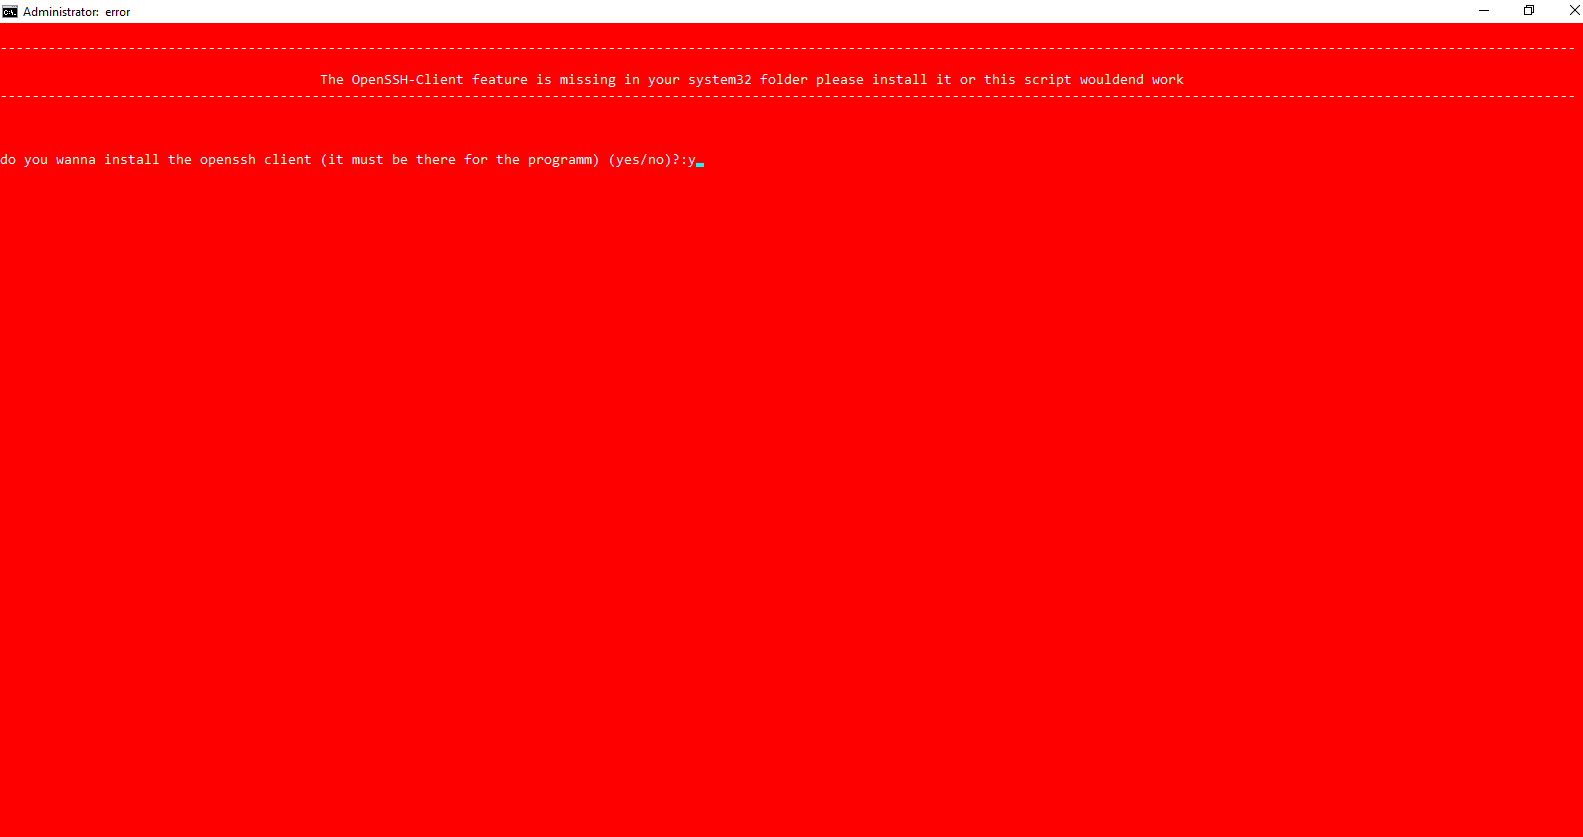 Administrator: error
--------------------------------------------------------------------------------------------------------------------------------------------------------------------------------------------------------------------
The OpenSSH-Client feature is missing in your system32 folder please install it or this script wouldend work
--------------------------------------------------------------------------------------------------------------------------------------------------------------------------------------------------------------------
do you wanna install the openssh client (it must be there for the programm) (yes/no)?:y